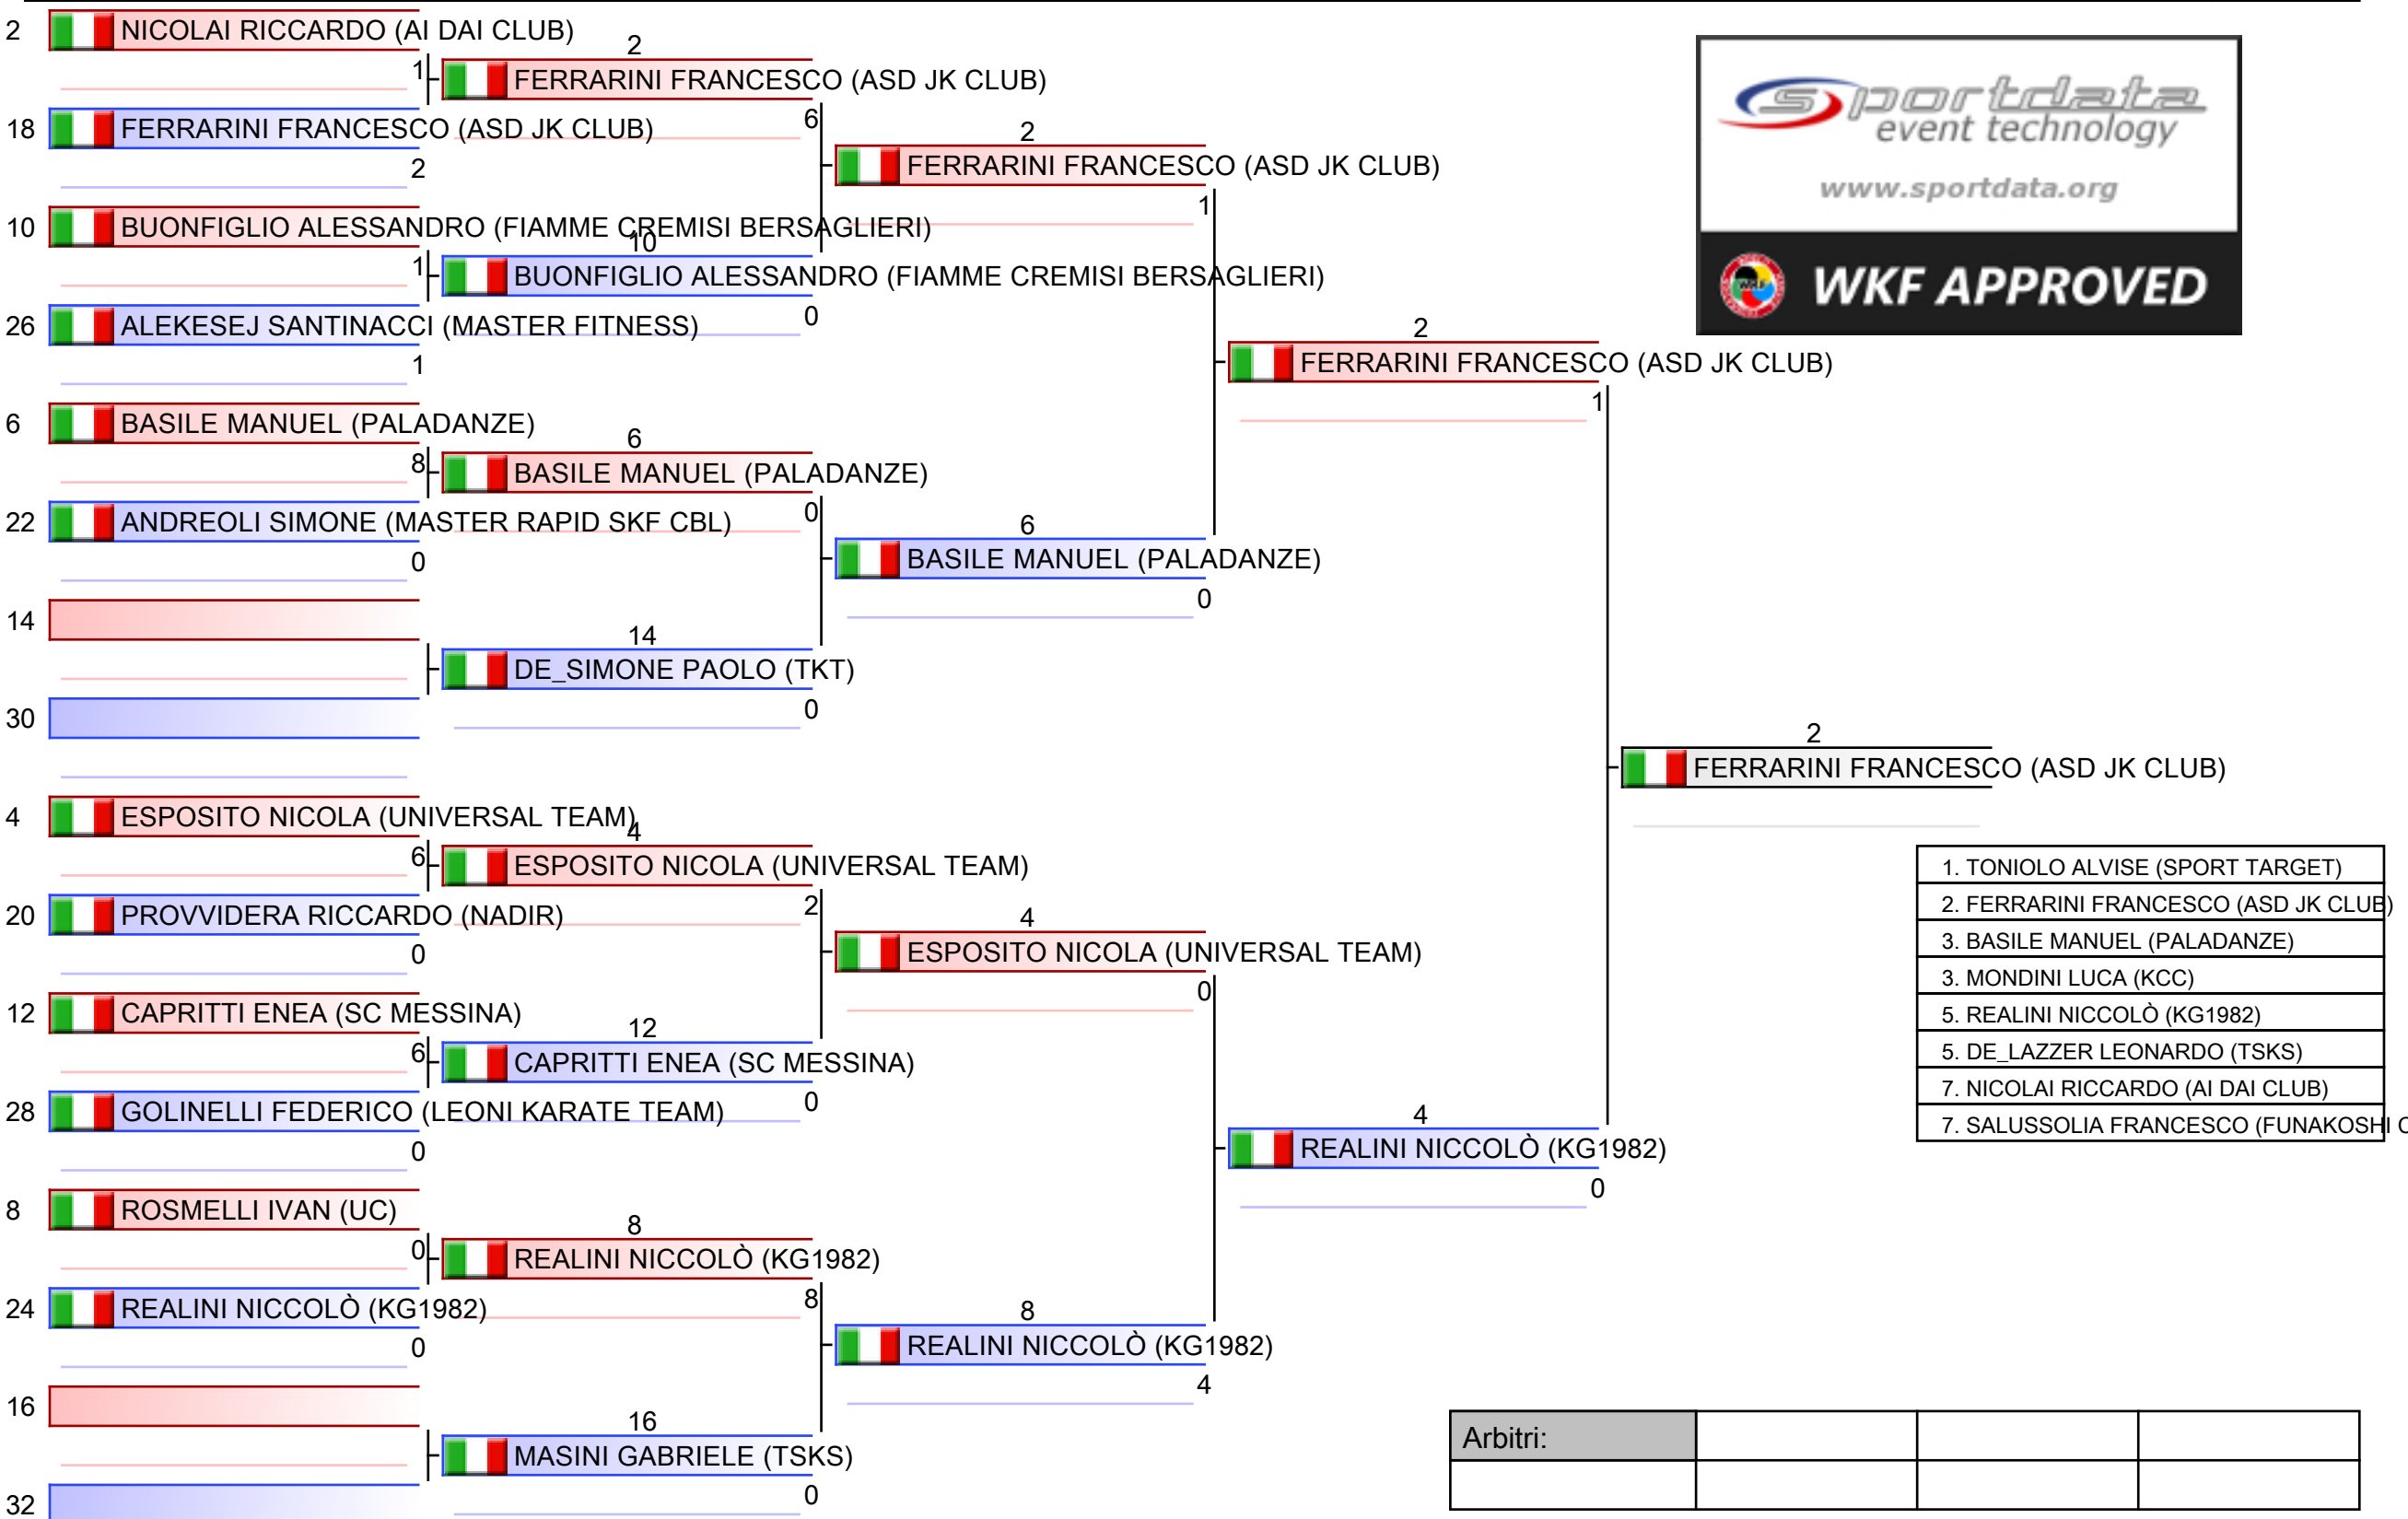 2 NICOLAI RICCARDO (AI DAI CLUB)
1
18 FERRARINI FRANCESCO (ASD JK CLUB)
2
10 BUONFIGLIO ALESSANDRO (FIAMME CREMISI BERSAGLIERI)
1
26 ALEKESEJ SANTINACCI (MASTER FITNESS)
1
6 BASILE MANUEL (PALADANZE)
8
22 ANDREOLI SIMONE (MASTER RAPID SKF CBL)
0
14
30
4 ESPOSITO NICOLA (UNIVERSAL TEAM)
6
20 PROVVIDERA RICCARDO (NADIR)
0
12 CAPRITTI ENEA (SC MESSINA)
6
28 GOLINELLI FEDERICO (LEONI KARATE TEAM)
0
8 ROSMELLI IVAN (UC)
0
24 REALINI NICCOLÒ (KG1982)
0
16
32
2
FERRARINI FRANCESCO (ASD JK CLUB)
6
10
BUONFIGLIO ALESSANDRO (FIAMME CREMISI BERSAGLIERI)
0
6
BASILE MANUEL (PALADANZE)
0
14
DE_SIMONE PAOLO (TKT)
0
4
ESPOSITO NICOLA (UNIVERSAL TEAM)
2
12
CAPRITTI ENEA (SC MESSINA)
0
8
REALINI NICCOLÒ (KG1982)
8
16
MASINI GABRIELE (TSKS)
0
2
FERRARINI FRANCESCO (ASD JK CLUB)
1
6
BASILE MANUEL (PALADANZE)
0
4
ESPOSITO NICOLA (UNIVERSAL TEAM)
0
8
REALINI NICCOLÒ (KG1982)
4
2
FERRARINI FRANCESCO (ASD JK CLUB)
1
4
REALINI NICCOLÒ (KG1982)
0
2
FERRARINI FRANCESCO (ASD JK CLUB)
sportdata
event technology
www.sportdata.org
WKF APPROVED
1. TONIOLO ALVISE (SPORT TARGET)
2. FERRARINI FRANCESCO (ASD JK CLUB)
3. BASILE MANUEL (PALADANZE)
3. MONDINI LUCA (KCC)
5. REALINI NICCOLÒ (KG1982)
5. DE_LAZZER LEONARDO (TSKS)
7. NICOLAI RICCARDO (AI DAI CLUB)
7. SALUSSOLIA FRANCESCO (FUNAKOSHI
Arbitri: